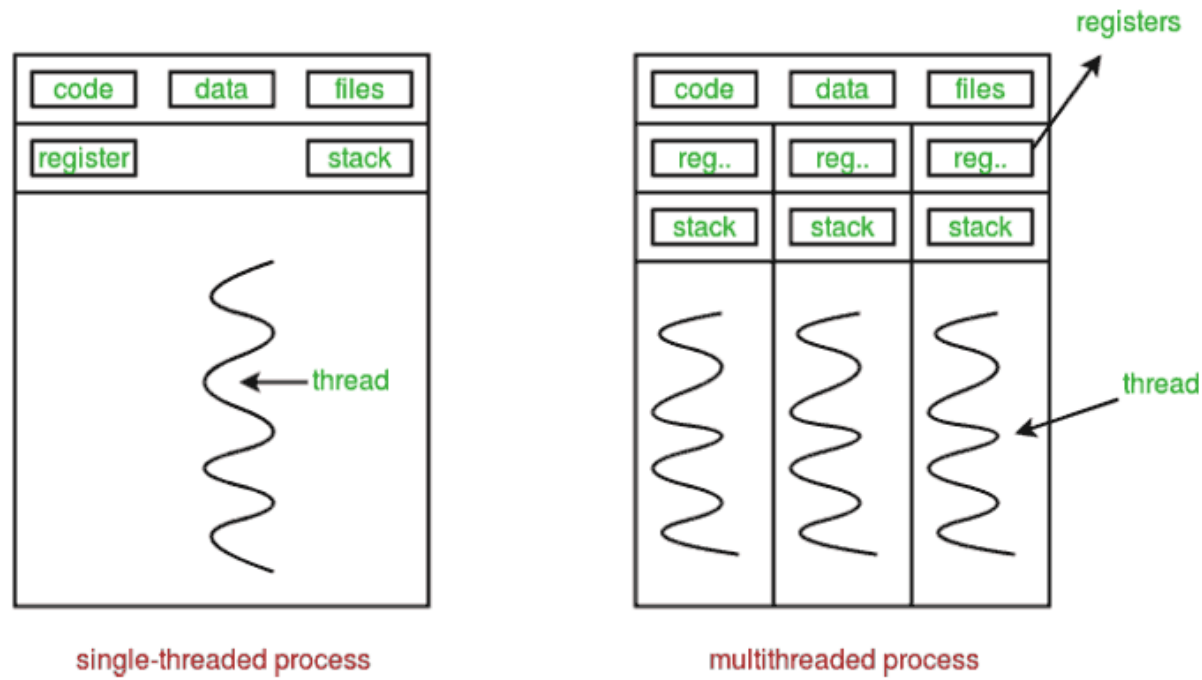 registers
code data files
register stack
thread
single-threaded process
code data files
reg.. reg.. reg..
stack stack stack
thread
multithreaded process